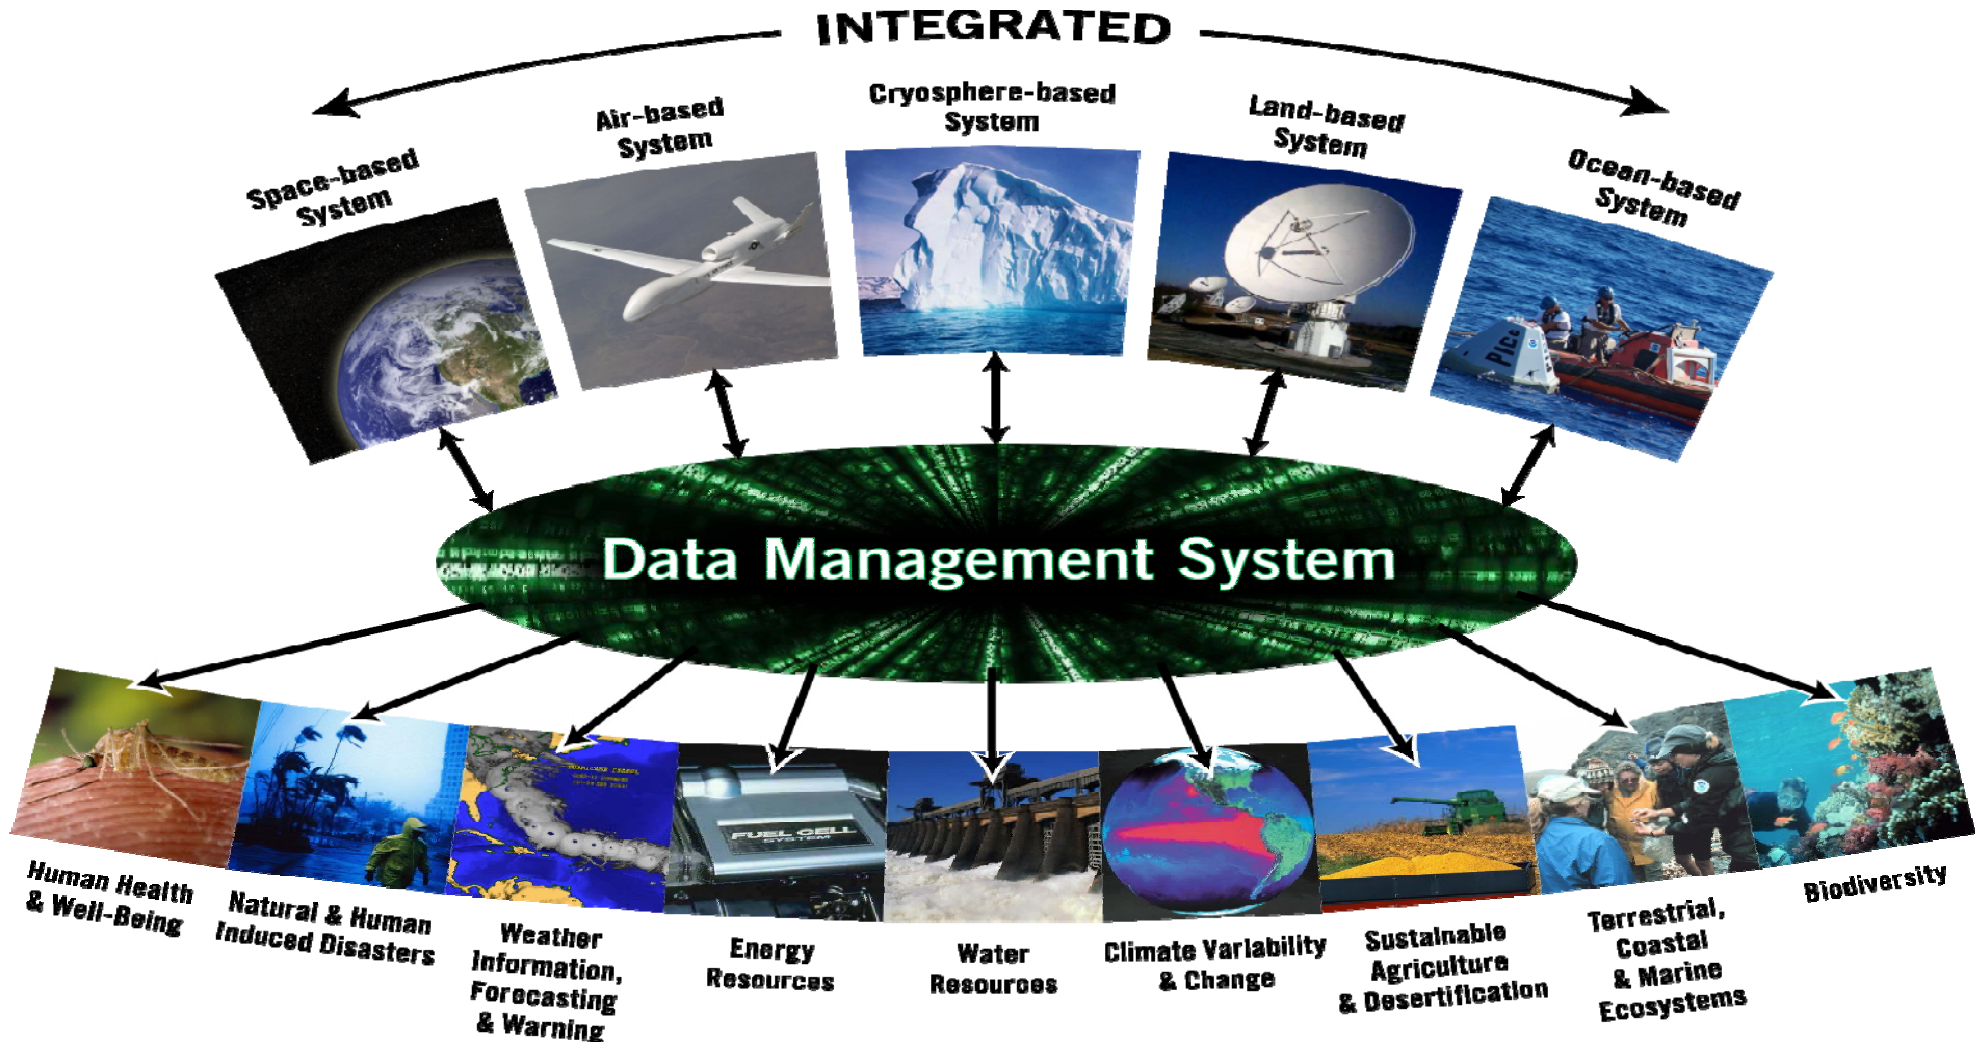 INTEGRATED
Space-based
System
Air-based
System
Cryosphere-based
System
Land-based
System
Ocean-based
System
Data Management System
FUEL CELL
SYSTEM
Human Health
& Well-Being
Natural & Human
Induced Disasters
Weather
Information,
Forecasting
& Warning
Energy
Resources
Water
Resources
Climate Variability
& Change
Sustainable
Agriculture
& Desertification
Terrestrial,
Coastal
& Marine
Ecosystems
Biodiversity